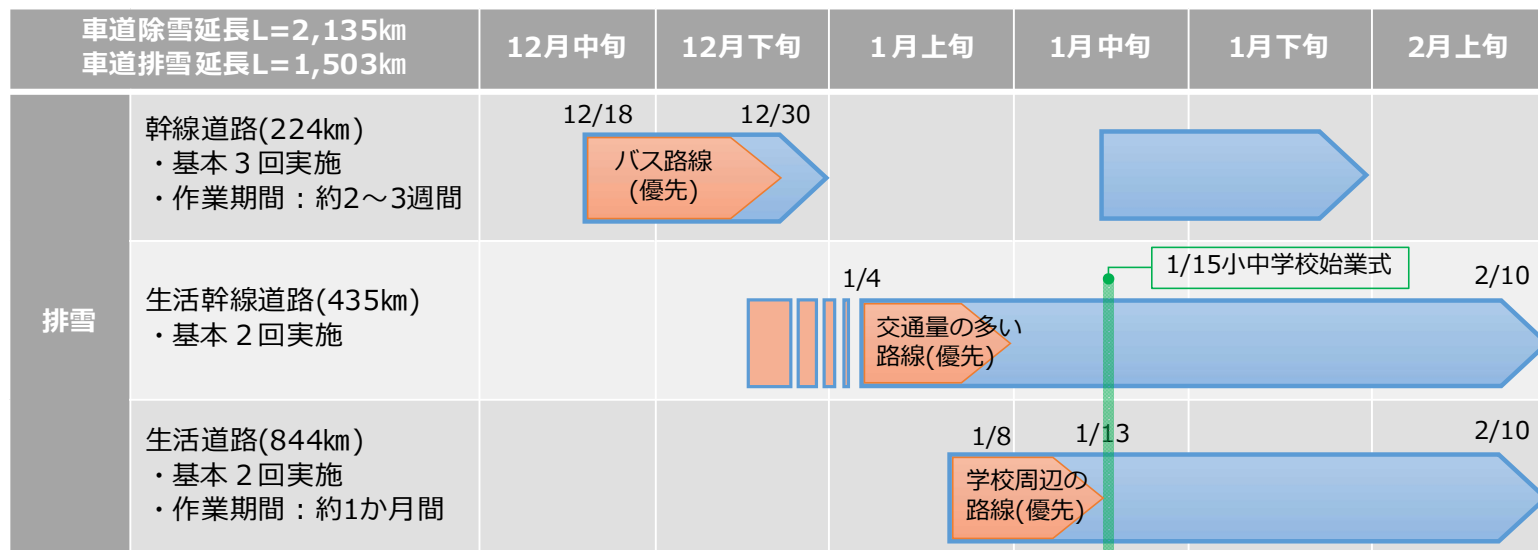 車道除雪延長L=2,135㎞
車道排雪延長L=1,503㎞
12月中旬
12月下旬
1月上旬
1月中旬
1月下旬
2月上旬
排雪
幹線道路(224㎞)
・基本３回実施
・作業期間：約2～3週間
12/18
12/30
バス路線
(優先)
生活幹線道路(435㎞)
・基本２回実施
1/4
1/15小中学校始業式
2/10
交通量の多い
路線(優先)
生活道路(844㎞)
・基本２回実施
・作業期間：約1か月間
1/8
1/13
2/10
学校周辺の
路線(優先)